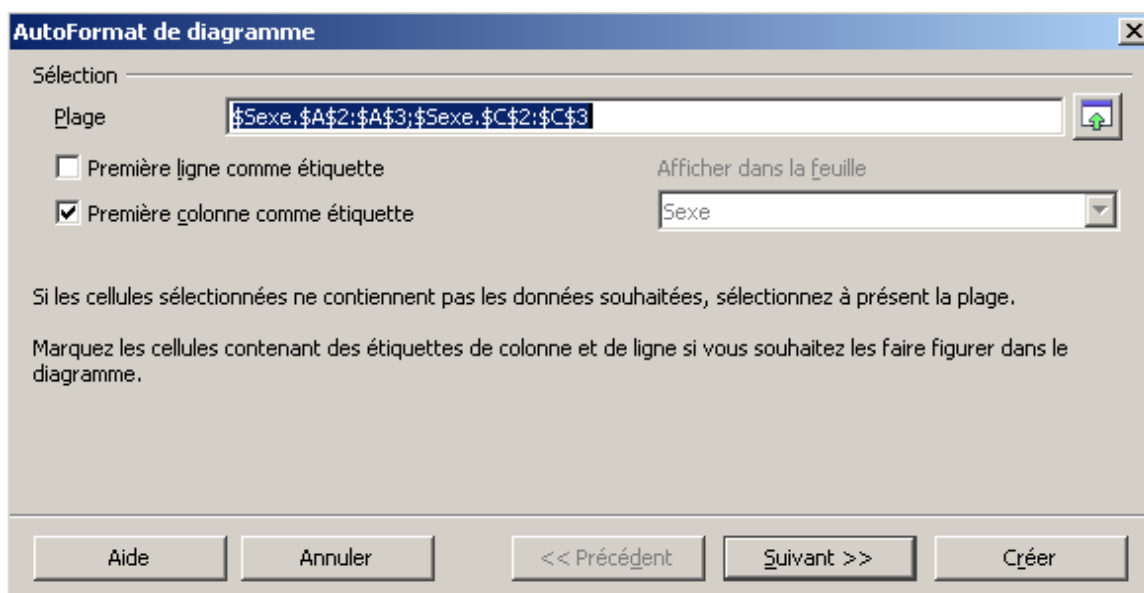 AutoFormat de diagramme
Sélection
Plage
$Sexe.$A$2:$A$3;$Sexe.$C$2:$C$3
Première ligne comme étiquette
Afficher dans la feuille
Première colonne comme étiquette
Sexe
Si les cellules sélectionnées ne contiennent pas les données souhaitées, sélectionnez à présent la plage.
Marquez les cellules contenant des étiquettes de colonne et de ligne si vous souhaitez les faire figurer dans le
diagramme.
Aide
Annuler
<< Précédent
Suivant >>
Créer